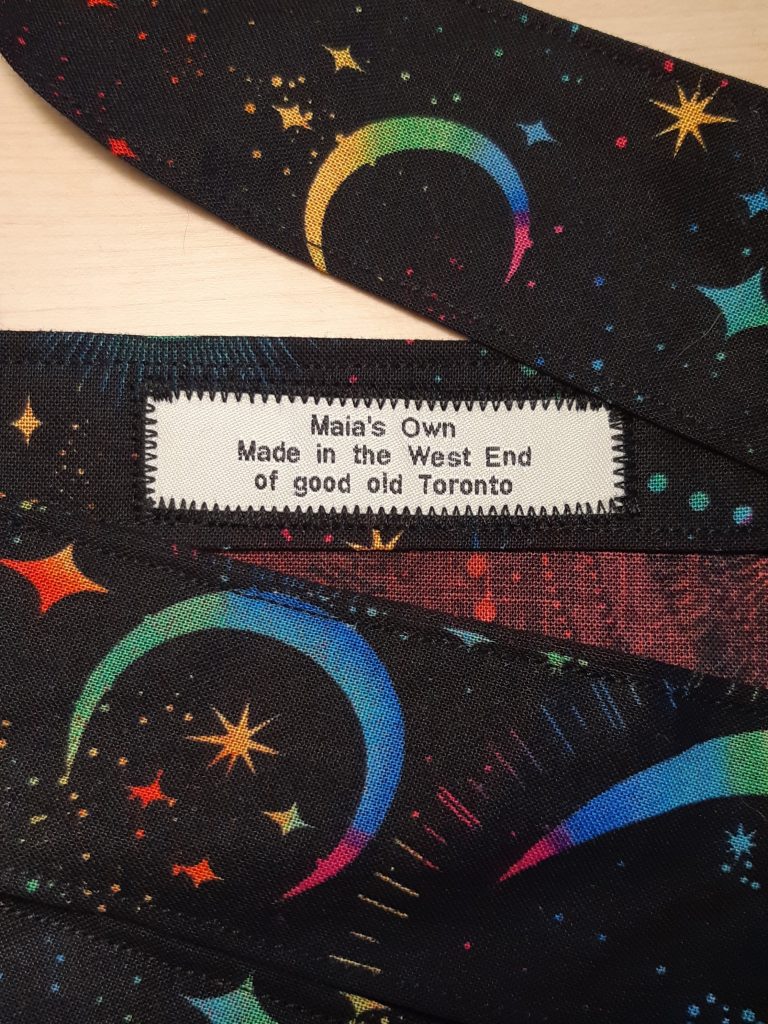 Maia's Own
Made in the West End
of good old Toronto